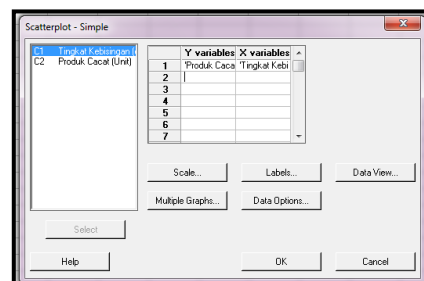 Scatterplot - Simple
C1 Tingkat Kebisingan (
C2 Produk Cacat (Unit)
Y variables X variables
1 'Produk Caca 'Tingkat Kebi
2
3
4
5
6
7
Scale... Labels... Data View...
Multiple Graphs... Data Options...
Select
Help OK Cancel